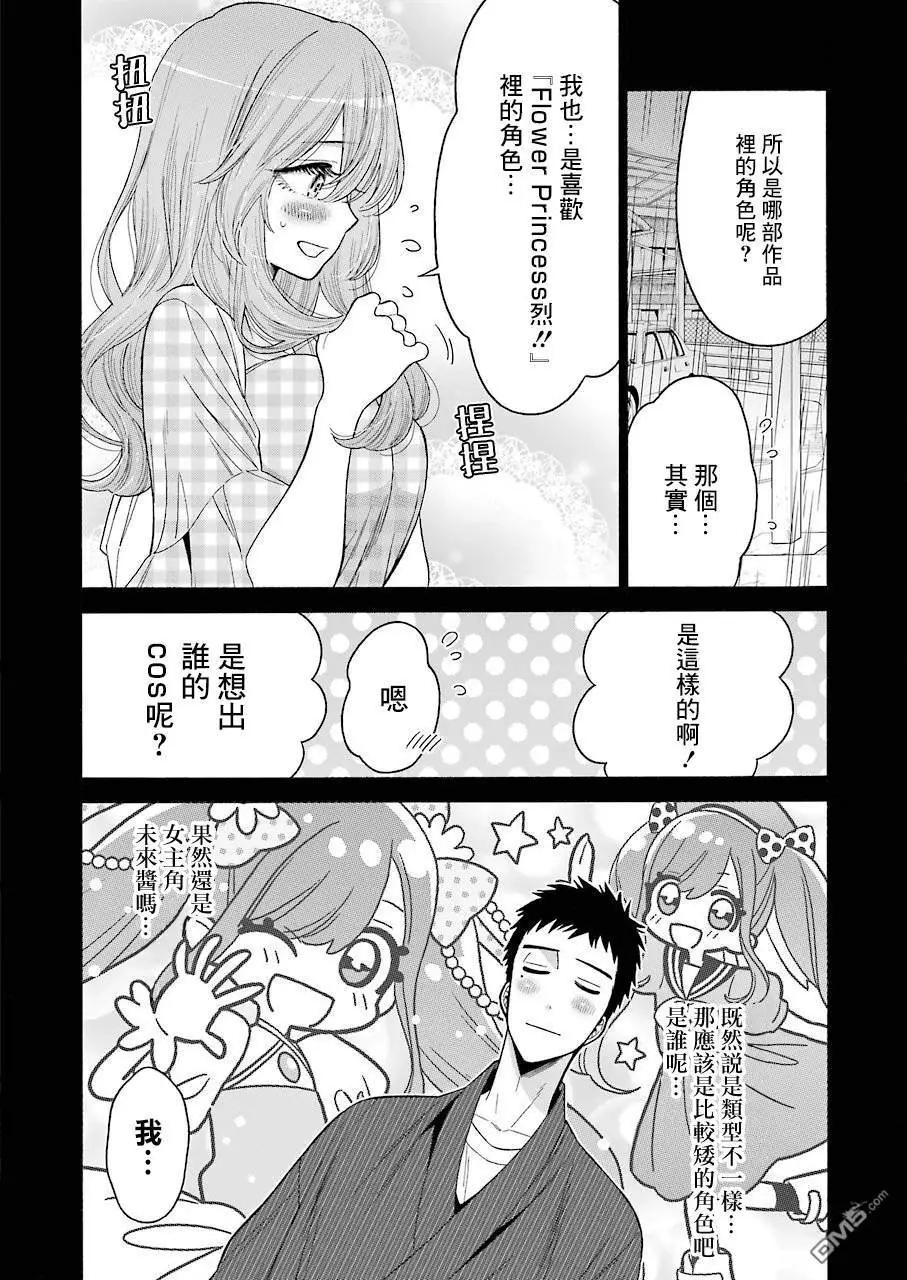 所以是哪部作品
裡的角色呢?
那個…
其實…
我也…是喜歡
『Flower Princess烈!!』
裡的角色…
扭扭
捏捏
是這樣的啊!
嗯
是想出
誰的
cos呢?
既然說是類型不一樣…
那應該是比較矮的角色吧
是誰呢…
果然還是
女主角
未來醬嗎…
我…
DM5.com